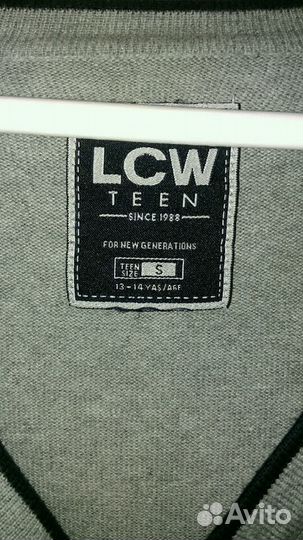 LCW
TEEN
SINCE 1988
FOR NEW GENERATIONS
TEEN SIZE S
13-14 YAŞ/AGE
Avito